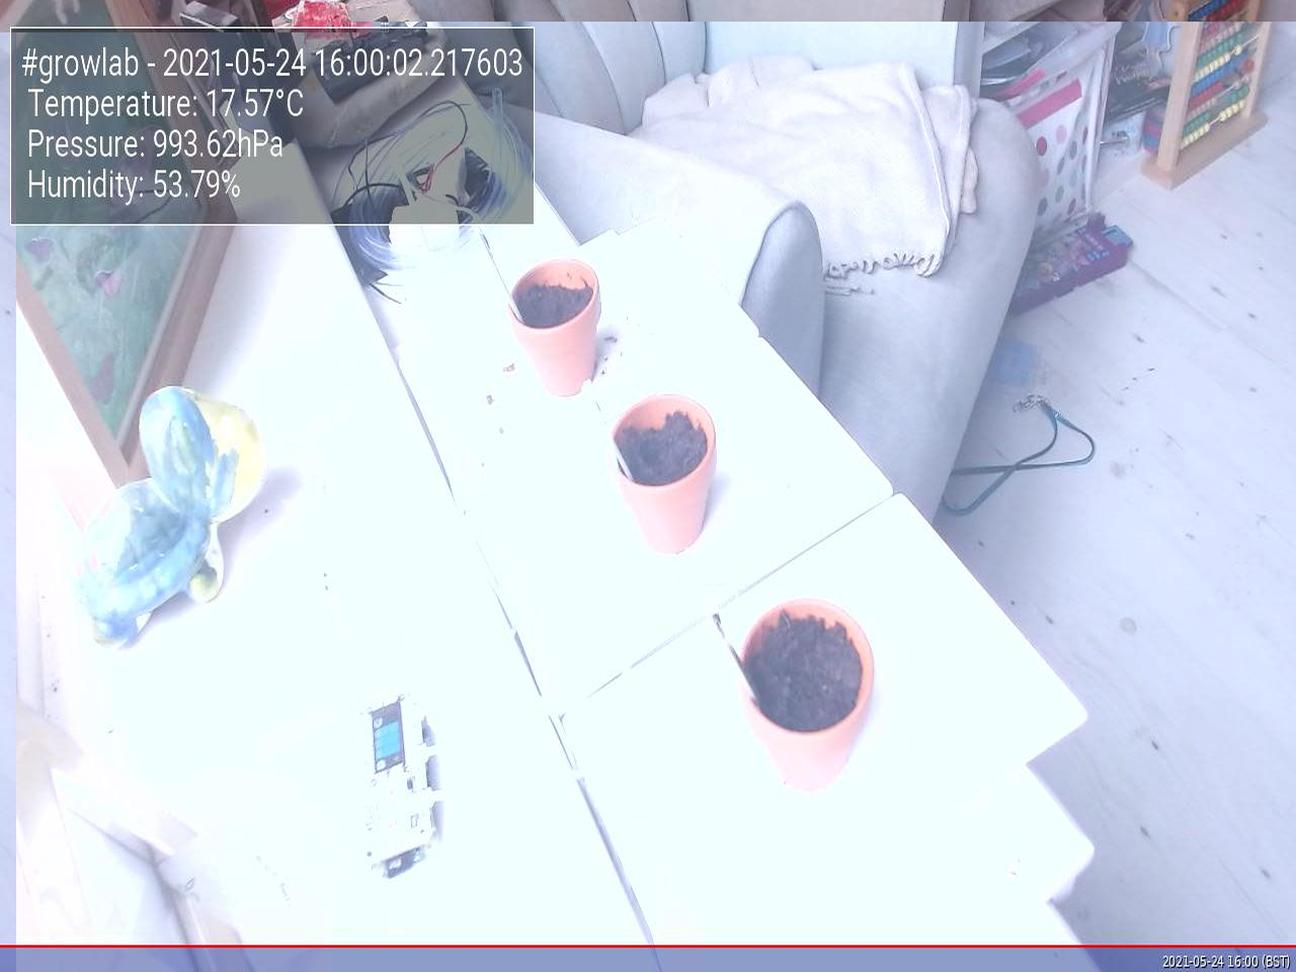 #growlab - 2021-05-24 16:00:02.217603
Temperature: 17.57°C
Pressure: 993.62hPa
Humidity: 53.79%
2021-05-24 16:00 (BST)